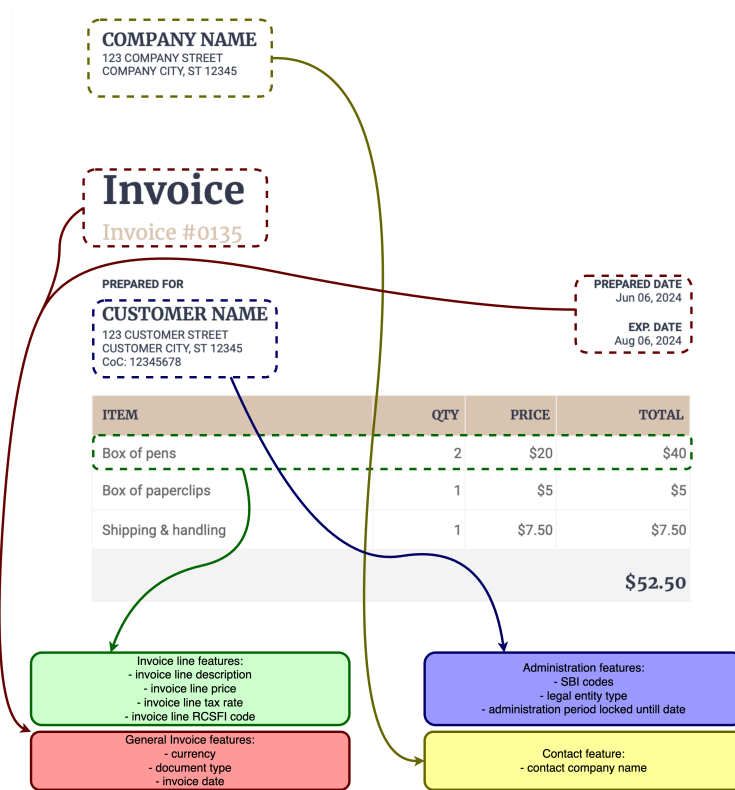 COMPANY NAME
123 COMPANY STREET
COMPANY CITY, ST 12345
Invoice
Invoice #0135
PREPARED FOR
CUSTOMER NAME
123 CUSTOMER STREET
CUSTOMER CITY, ST 12345
CoC: 12345678
PREPARED DATE
Jun 06, 2024
EXP. DATE
Aug 06, 2024
ITEM QTY PRICE TOTAL
Box of pens 2 $20 $40
Box of paperclips 1 $5 $5
Shipping & handling 1 $7.50 $7.50
$52.50
Invoice line features:
- invoice line description
- invoice line price
- invoice line tax rate
- invoice line RCSFI code
Administration features:
- SBI codes
- legal entity type
- administration period locked untill date
General Invoice features:
- currency
- document type
- invoice date
Contact feature:
- contact company name